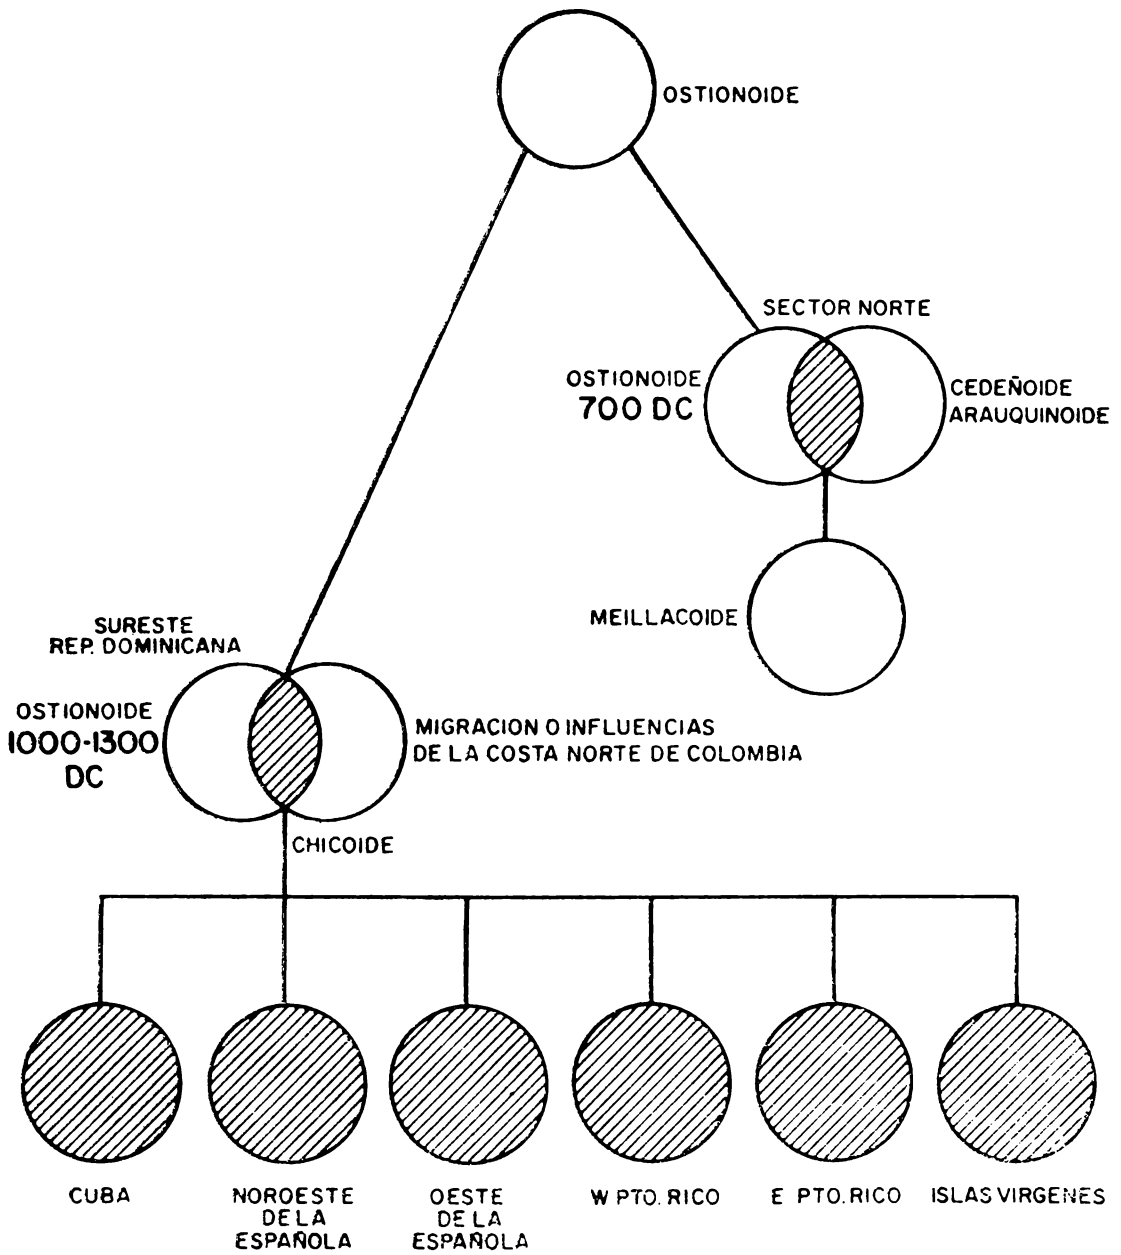 OSTIONOIDE
SECTOR NORTE
OSTIONOIDE
700 DC
CEDEÑOIDE
ARAUQUINOIDE
MEILLACOIDE
SURESTE
REP. DOMINICANA
OSTIONOIDE
1000-1300
DC
MIGRACION O INFLUENCIAS
DE LA COSTA NORTE DE COLOMBIA
CHICOIDE
CUBA
NOROESTE
DE LA
ESPAÑOLA
OESTE
DE LA
ESPAÑOLA
W PTO. RICO
E PTO. RICO
ISLAS VIRGENES